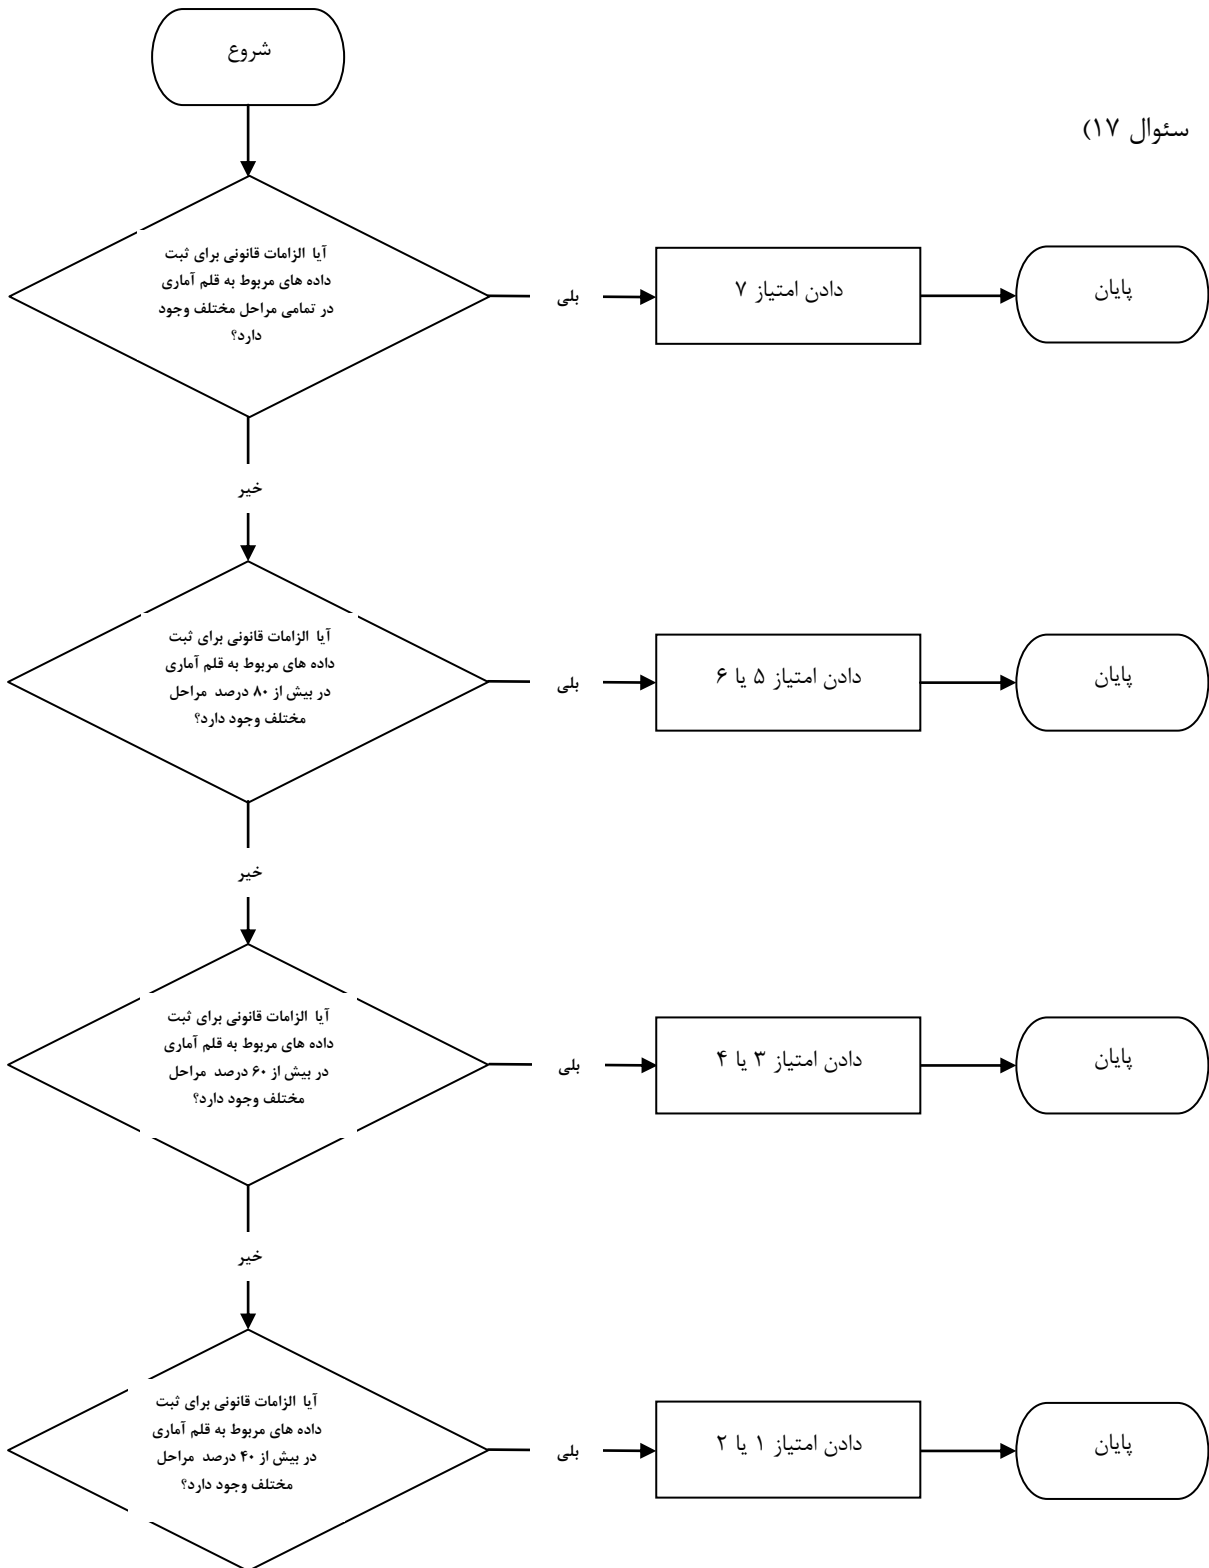 شروع
سئوال ۱۷)
آیا الزامات قانونی برای ثبت
داده های مربوط به قلم آماری
در تمامی مراحل مختلف وجود
دارد؟
بلی
دادن امتیاز ۷
پایان
خیر
آیا الزامات قانونی برای ثبت
داده های مربوط به قلم آماری
در بیش از ۸۰ درصد مراحل
مختلف وجود دارد؟
بلی
دادن امتیاز ۵ یا ۶
پایان
خیر
آیا الزامات قانونی برای ثبت
داده های مربوط به قلم آماری
در بیش از ۶۰ درصد مراحل
مختلف وجود دارد؟
بلی
دادن امتیاز ۳ یا ۴
پایان
خیر
آیا الزامات قانونی برای ثبت
داده های مربوط به قلم آماری
در بیش از ۴۰ درصد مراحل
مختلف وجود دارد؟
بلی
دادن امتیاز ۱ یا ۲
پایان